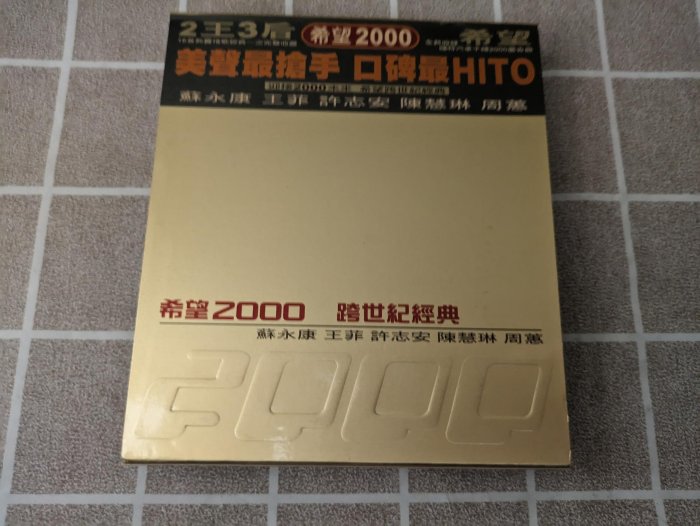 2王3后 希望2000 希望
美聲最搶手 口碑最HITO
蘇永康 王菲 許志安 陳慧琳 周蕙
希望2000 跨世紀經典
蘇永康 王菲 許志安 陳慧琳 周蕙
2000